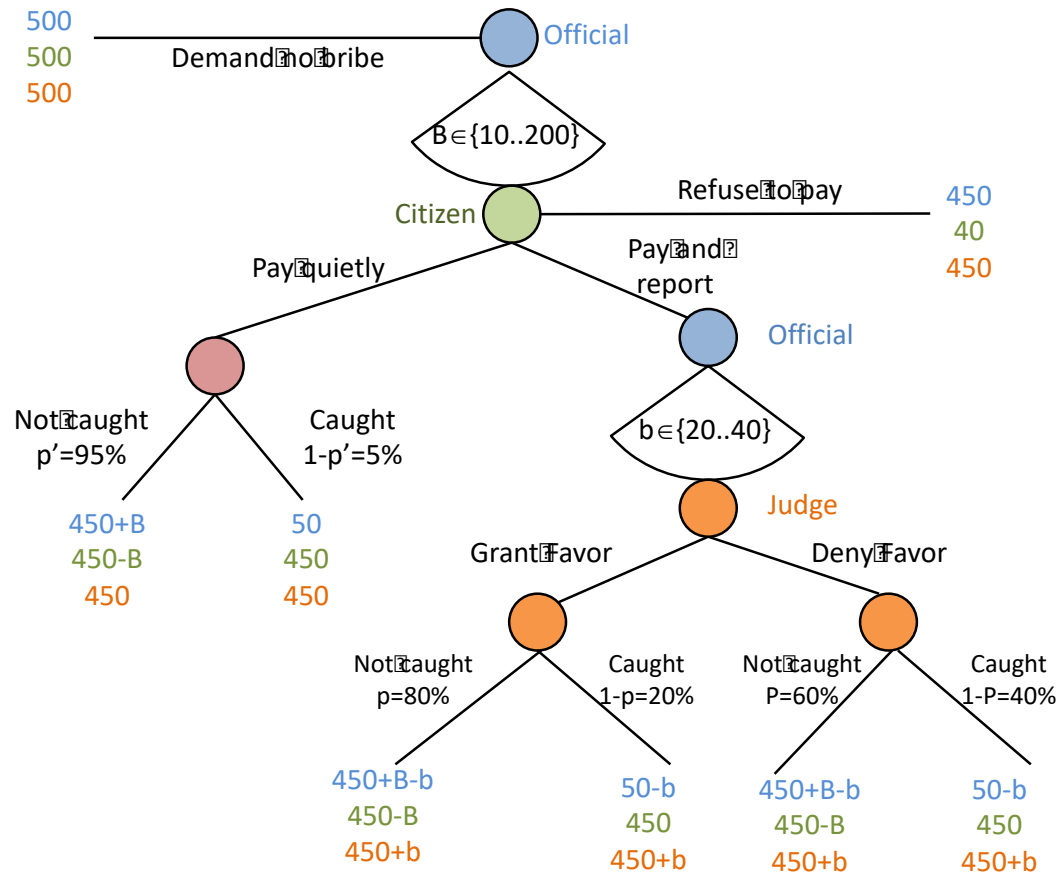 500
500
500
Demand no bribe
Official
B∈{10..200}
Citizen
Refuse to pay
450
40
450
Pay quietly
Pay and
report
Official
Not caught
p'=95%
Caught
1-p'=5%
b∈{20..40}
450+B
450-B
450
50
450
450
Judge
Grant Favor
Deny Favor
Not caught
p=80%
Caught
1-p=20%
Not caught
P=60%
Caught
1-P=40%
450+B-b
450-B
450+b
50-b
450
450+b
450+B-b
450-B
450+b
50-b
450
450+b